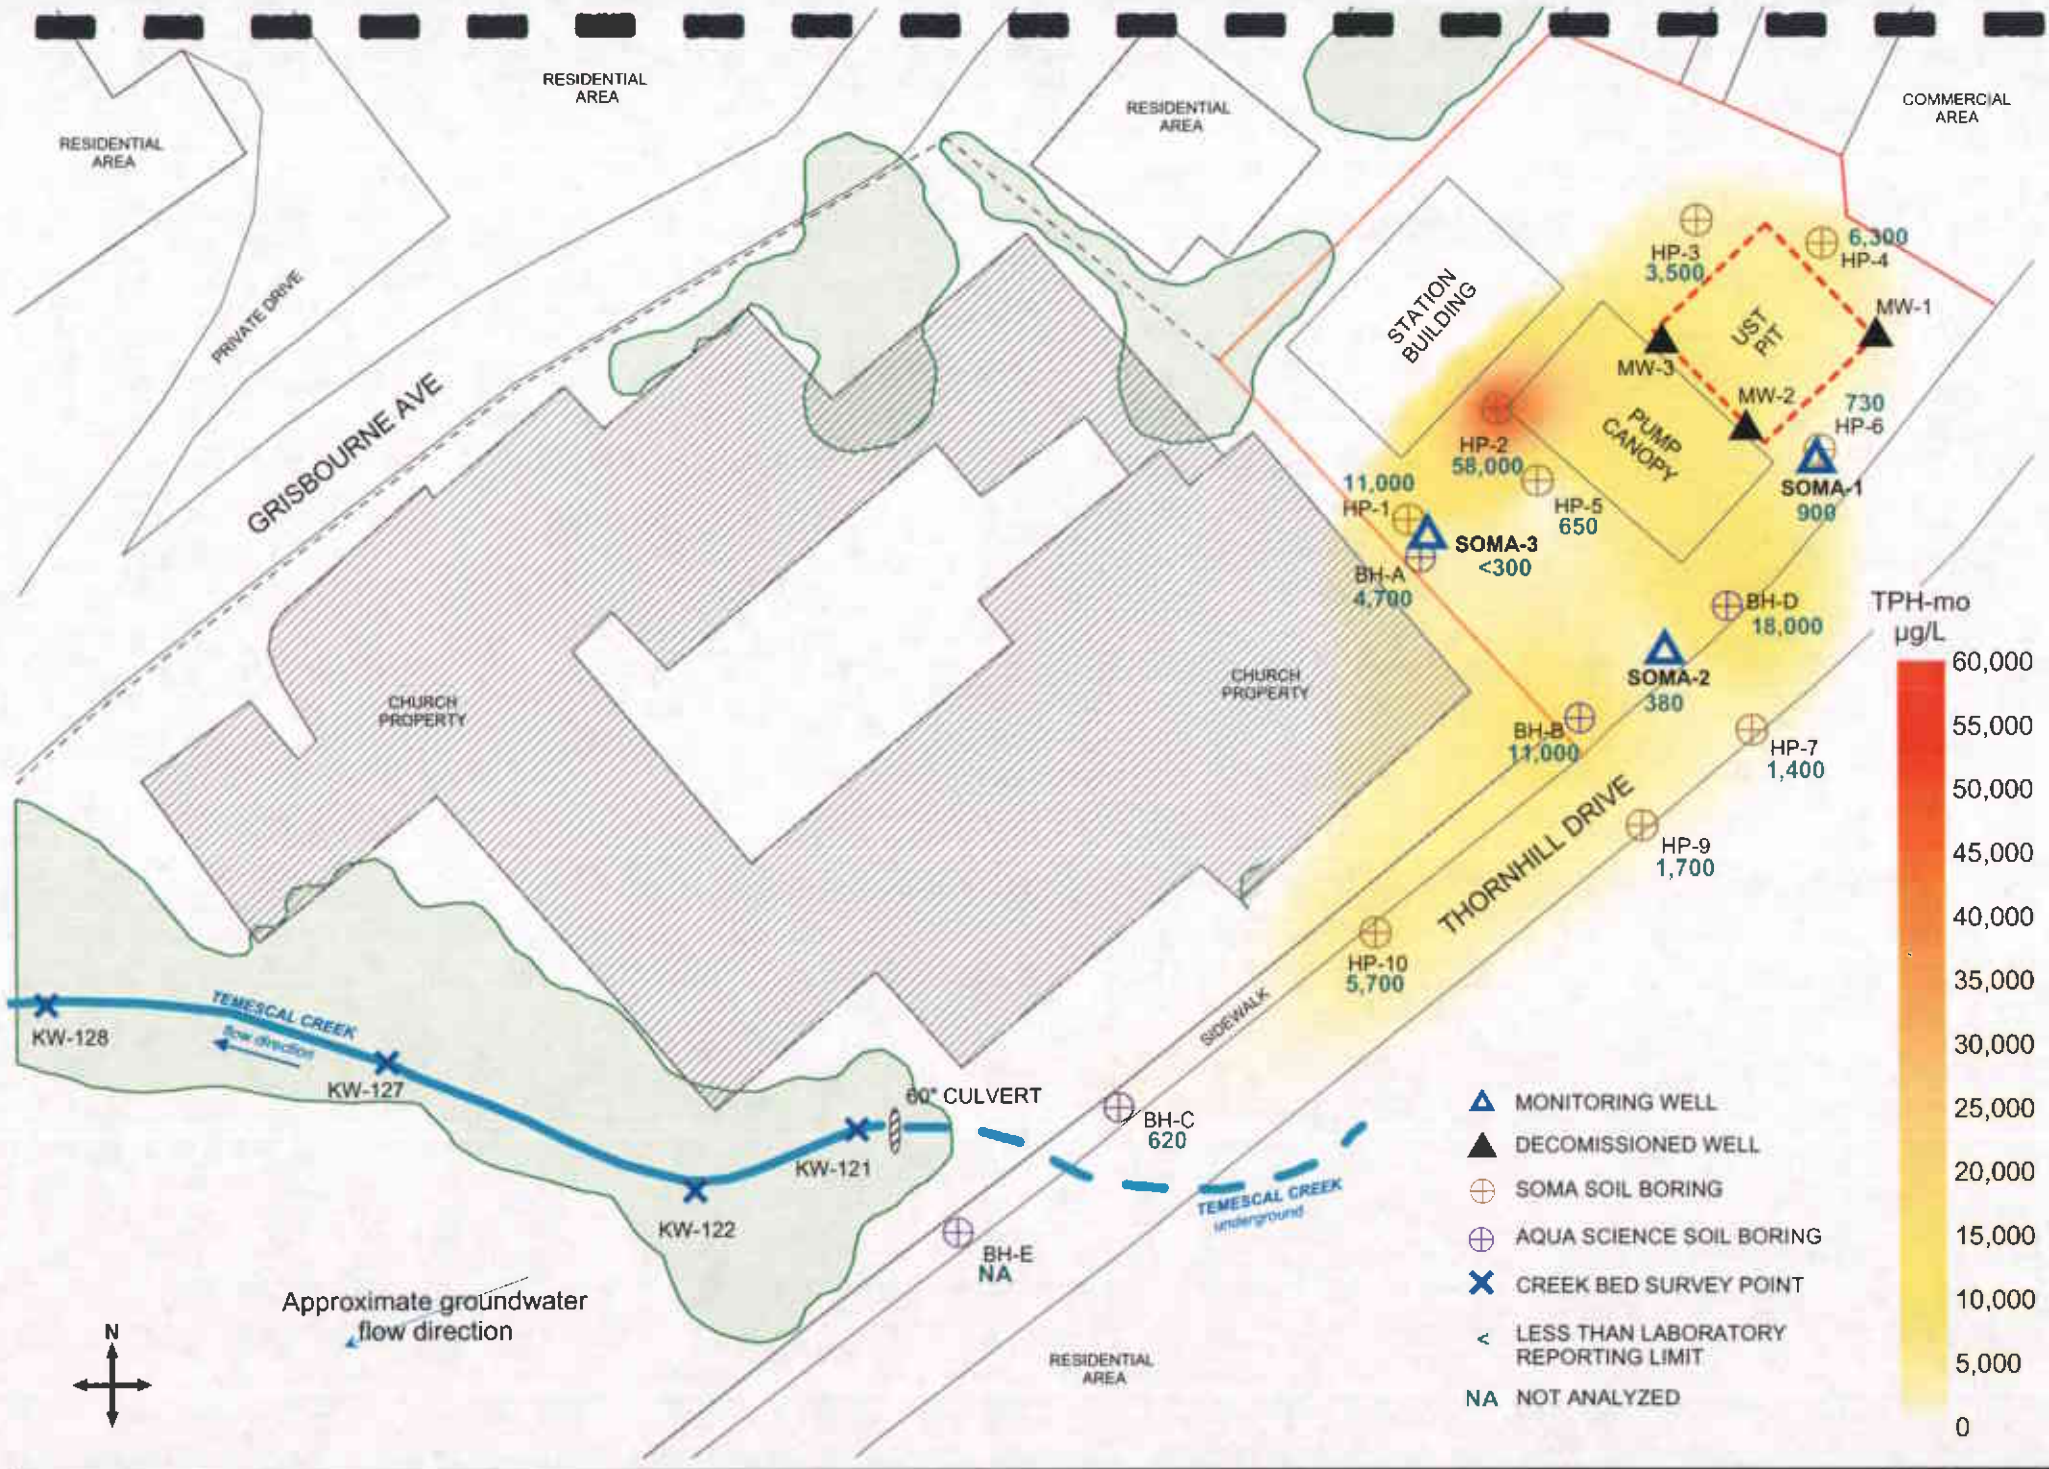 RESIDENTIAL
AREA
RESIDENTIAL
AREA
RESIDENTIAL
AREA
COMMERCIAL
AREA
PRIVATE DRIVE
GRISBOURNE AVE
STATION
BUILDING
HP-3
3,500
6,300
HP-4
UST
PIT
MW-1
MW-3
MW-2
730
HP-6
PUMP
CANOPY
HP-2
58,000
11,000
HP-1
HP-5
650
SOMA-1
900
SOMA-3
<300
BH-A
4,700
BH-D
18,000
SOMA-2
380
CHURCH
PROPERTY
CHURCH
PROPERTY
BH-B
11,000
HP-7
1,400
HP-9
1,700
THORNHILL DRIVE
HP-10
5,700
SIDEWALK
TEMESCAL CREEK
flow direction
KW-128
KW-127
KW-122
KW-121
60" CULVERT
BH-C
620
TEMESCAL CREEK
underground
BH-E
NA
Approximate groundwater
flow direction
N
RESIDENTIAL
AREA
TPH-mo
µg/L
60,000
55,000
50,000
45,000
40,000
35,000
30,000
25,000
20,000
15,000
10,000
5,000
0
MONITORING WELL
DECOMISSIONED WELL
SOMA SOIL BORING
AQUA SCIENCE SOIL BORING
CREEK BED SURVEY POINT
< LESS THAN LABORATORY
REPORTING LIMIT
NA NOT ANALYZED